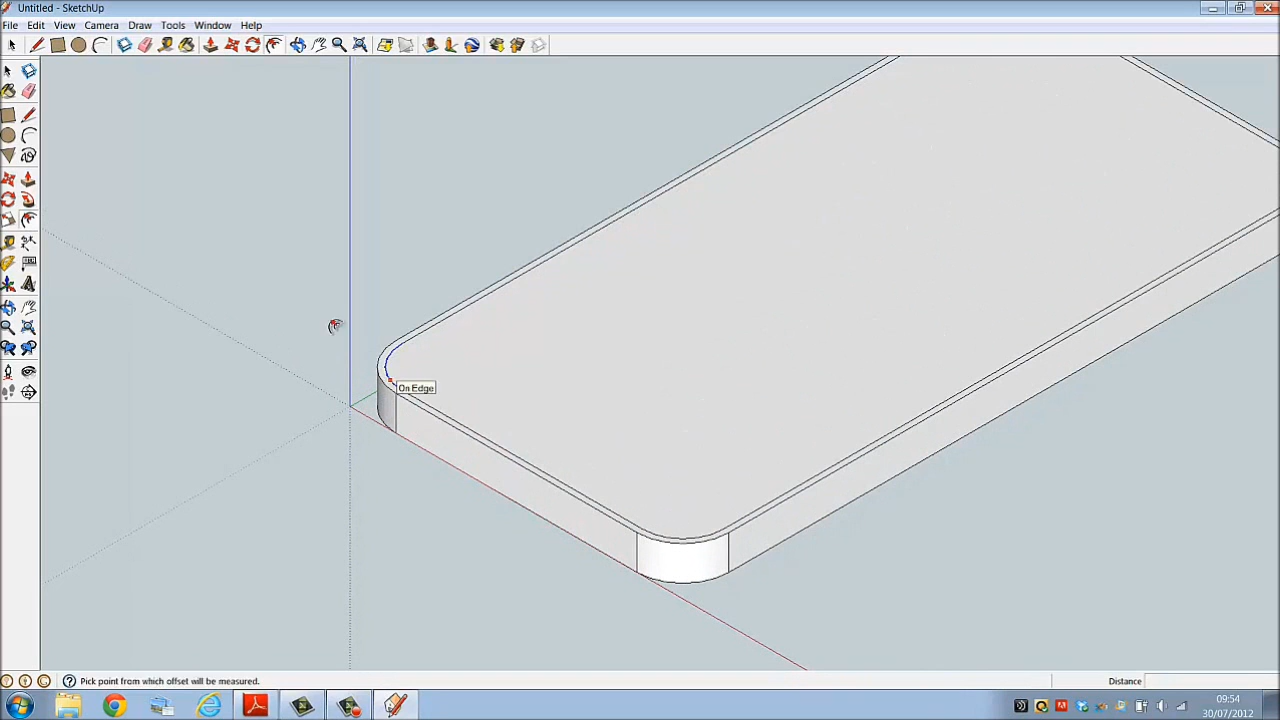 Untitled - SketchUp
File Edit View Camera Draw Tools Window Help
On Edge
Pick point from which offset will be measured.
Distance
09:54
30/07/2012